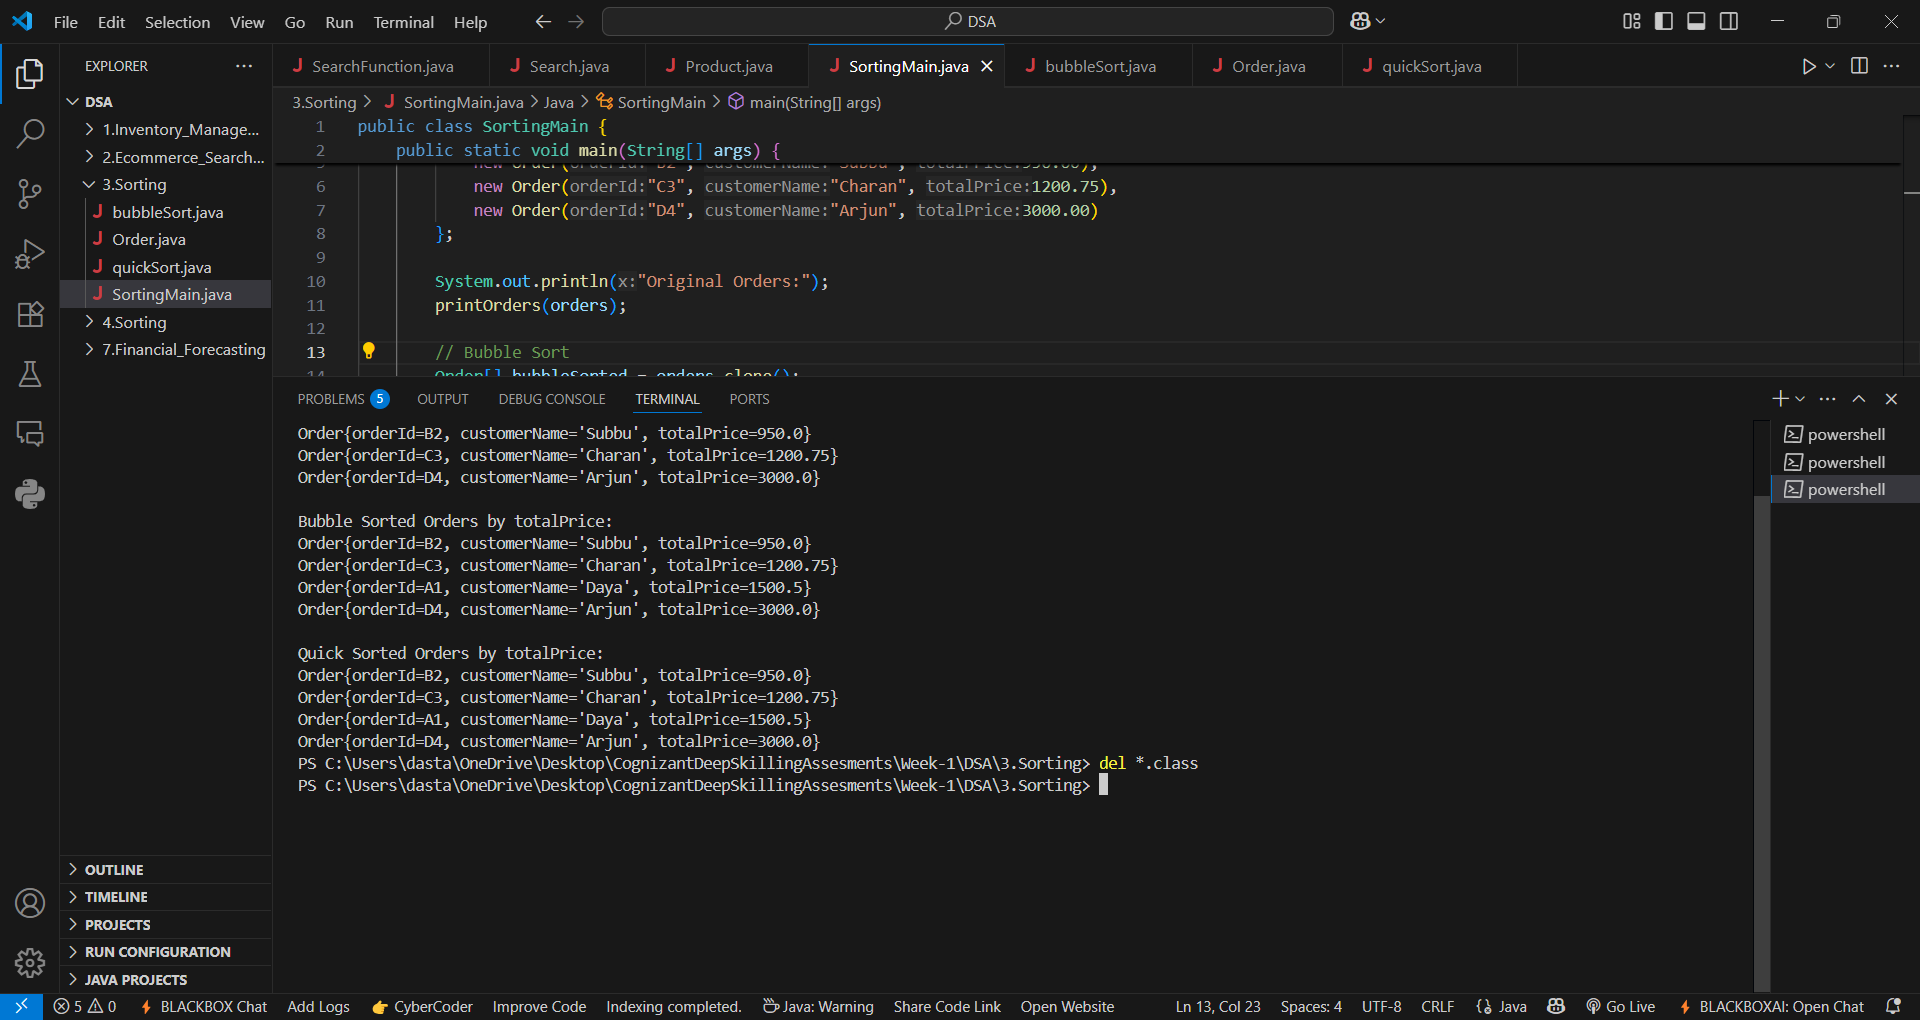 File Edit Selection View Go Run Terminal Help
DSA
EXPLORER
DSA
1.Inventory_Manage...
2.Ecommerce_Search...
3.Sorting
bubbleSort.java
Order.java
quickSort.java
SortingMain.java
4.Sorting
7.Financial_Forecasting
OUTLINE
TIMELINE
PROJECTS
RUN CONFIGURATION
JAVA PROJECTS
SearchFunction.java Search.java Product.java SortingMain.java bubbleSort.java Order.java quickSort.java
3.Sorting > SortingMain.java > Java > SortingMain > main(String[] args)
1 public class SortingMain {
2 public static void main(String[] args) {
new Order(orderId:"B2", customerName:"Subbu", totalPrice:950.00),
6 new Order(orderId:"C3", customerName:"Charan", totalPrice:1200.75),
7 new Order(orderId:"D4", customerName:"Arjun", totalPrice:3000.00)
8 };
9
10 System.out.println(x:"Original Orders:");
11 printOrders(orders);
12
13 // Bubble Sort
14 Order[] bubbleSorted = orders.clone();
PROBLEMS 5 OUTPUT DEBUG CONSOLE TERMINAL PORTS
Order{orderId=B2, customerName='Subbu', totalPrice=950.0}
Order{orderId=C3, customerName='Charan', totalPrice=1200.75}
Order{orderId=D4, customerName='Arjun', totalPrice=3000.0}
Bubble Sorted Orders by totalPrice:
Order{orderId=B2, customerName='Subbu', totalPrice=950.0}
Order{orderId=C3, customerName='Charan', totalPrice=1200.75}
Order{orderId=A1, customerName='Daya', totalPrice=1500.5}
Order{orderId=D4, customerName='Arjun', totalPrice=3000.0}
Quick Sorted Orders by totalPrice:
Order{orderId=B2, customerName='Subbu', totalPrice=950.0}
Order{orderId=C3, customerName='Charan', totalPrice=1200.75}
Order{orderId=A1, customerName='Daya', totalPrice=1500.5}
Order{orderId=D4, customerName='Arjun', totalPrice=3000.0}
PS C:\Users\dasta\OneDrive\Desktop\CognizantDeepSkillingAssesments\Week-1\DSA\3.Sorting> del *.class
PS C:\Users\dasta\OneDrive\Desktop\CognizantDeepSkillingAssesments\Week-1\DSA\3.Sorting>
powershell
powershell
powershell
5 0 BLACKBOX Chat Add Logs CyberCoder Improve Code Indexing completed. Java: Warning Share Code Link Open Website Ln 13, Col 23 Spaces: 4 UTF-8 CRLF Java Go Live BLACKBOXAI: Open Chat